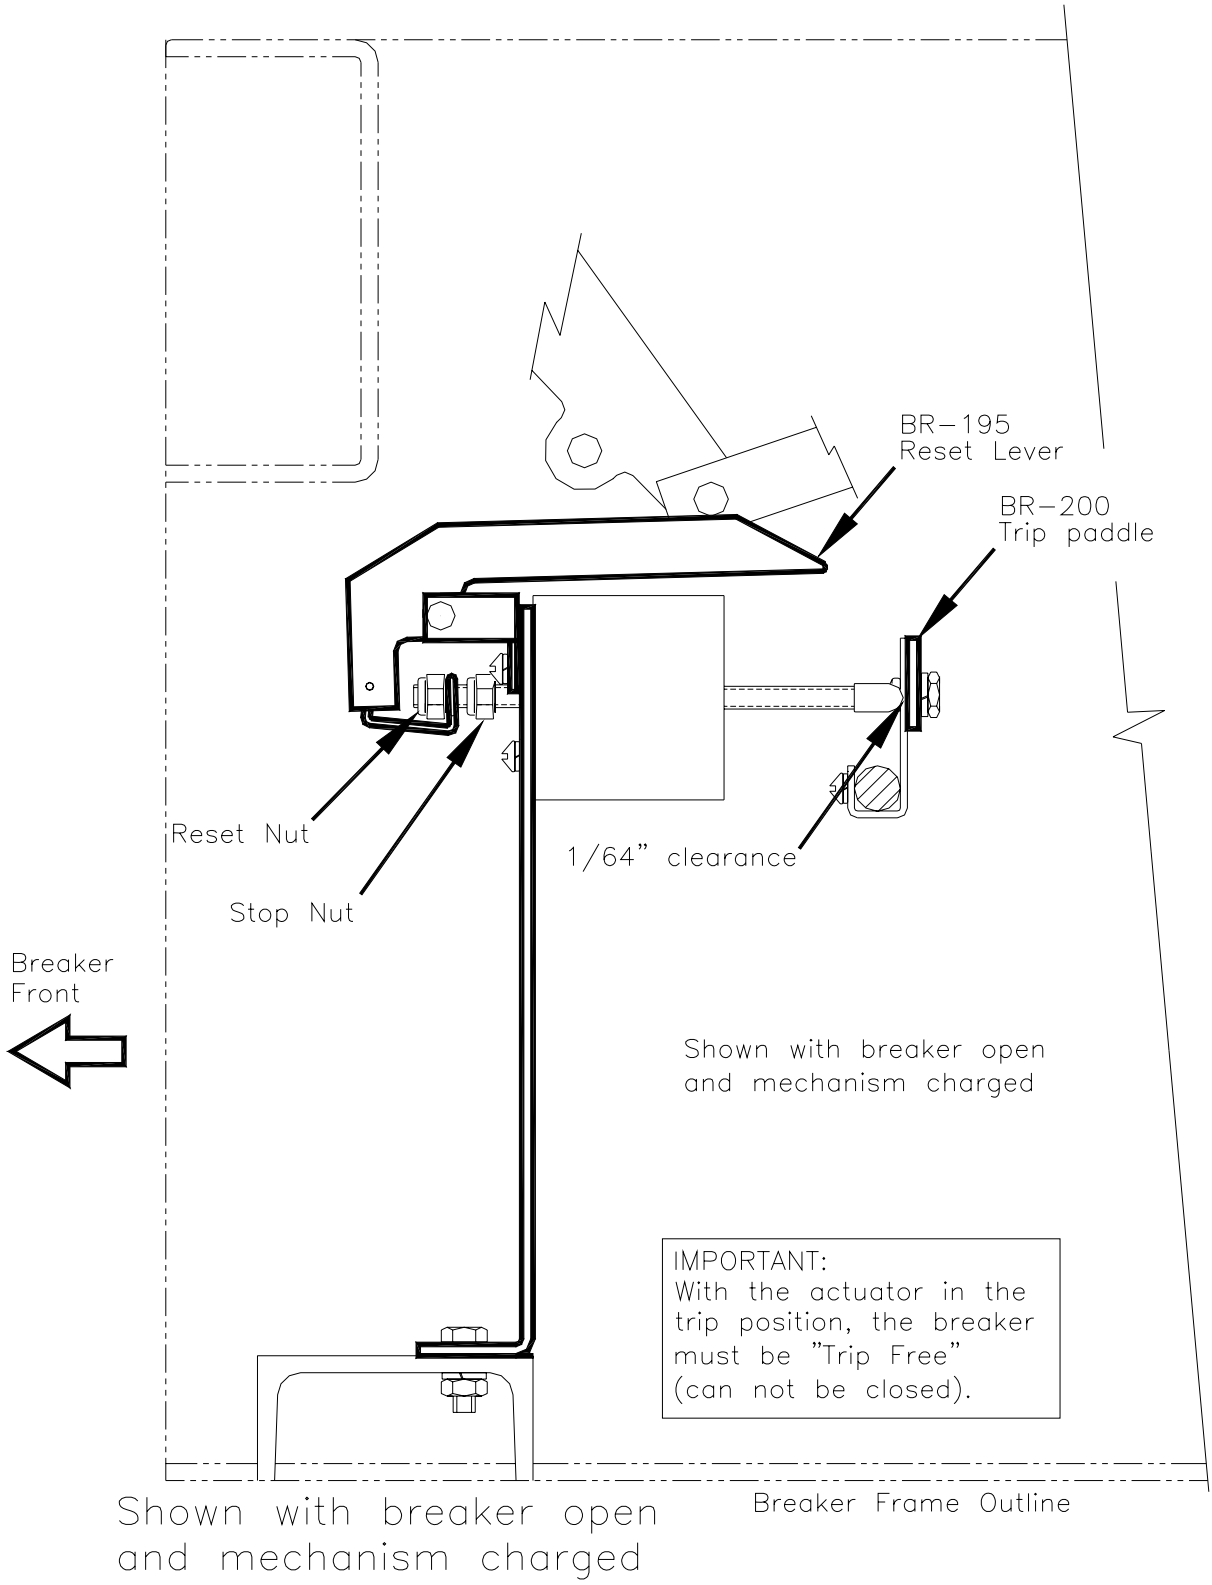 BR-195
Reset Lever
BR-200
Trip paddle
Reset Nut
1/64" clearance
Stop Nut
Breaker
Front
Shown with breaker open
and mechanism charged
IMPORTANT:
With the actuator in the
trip position, the breaker
must be "Trip Free"
(can not be closed).
Breaker Frame Outline
Shown with breaker open
and mechanism charged